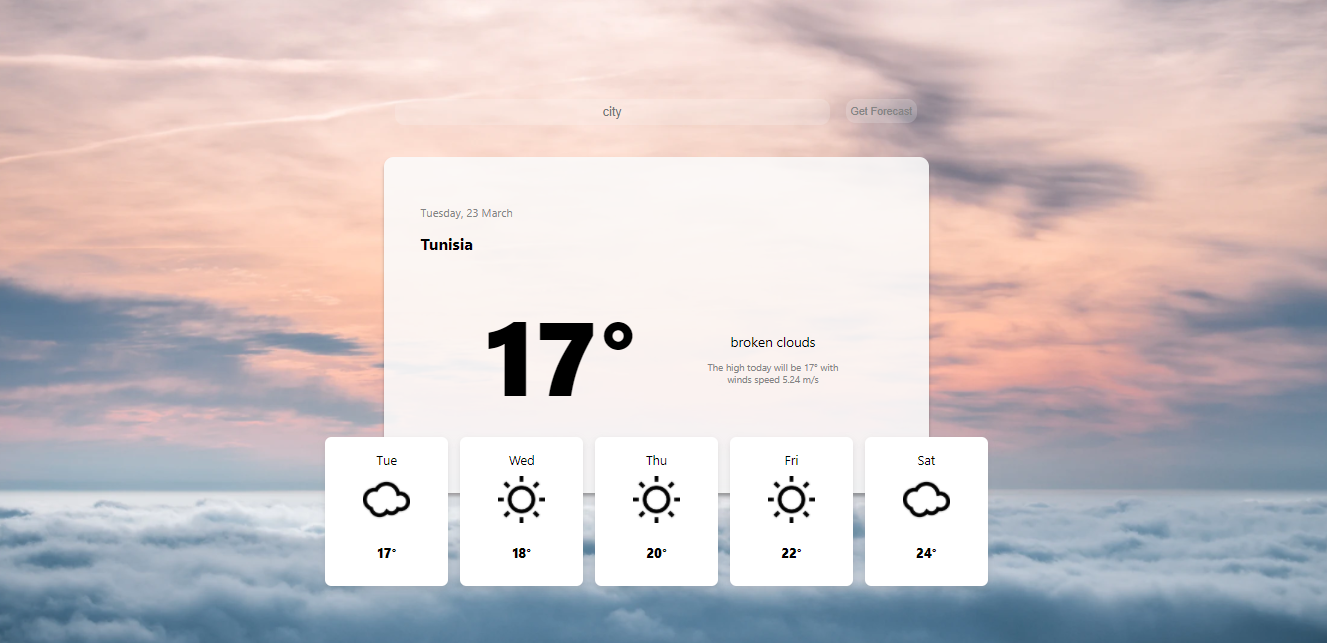 city
Get Forecast
Tuesday, 23 March
Tunisia
17°
broken clouds
The high today will be 17° with
winds speed 5.24 m/s
Tue
Wed
Thu
Fri
Sat
17°
18°
20°
22°
24°